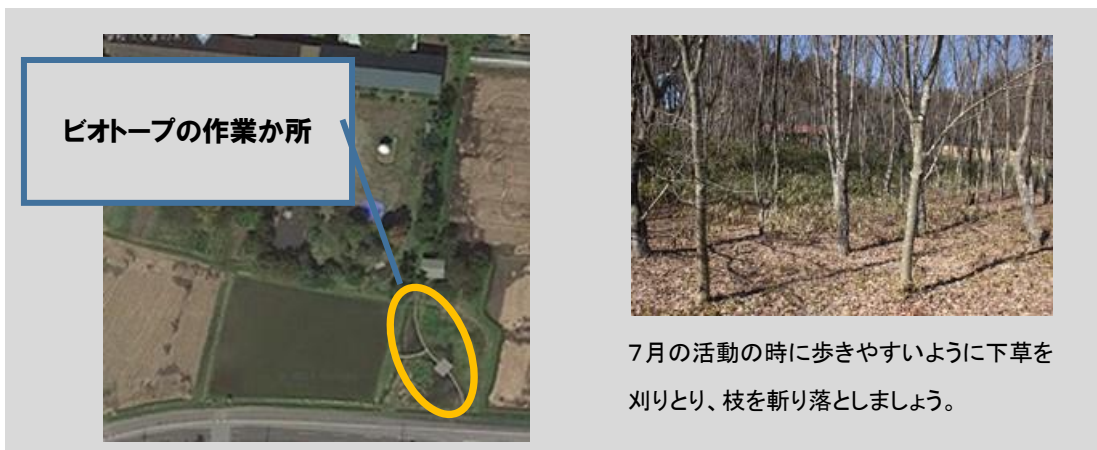 ビオトープの作業か所
７月の活動の時に歩きやすいように下草を
刈りとり、枝を斬り落としましょう。